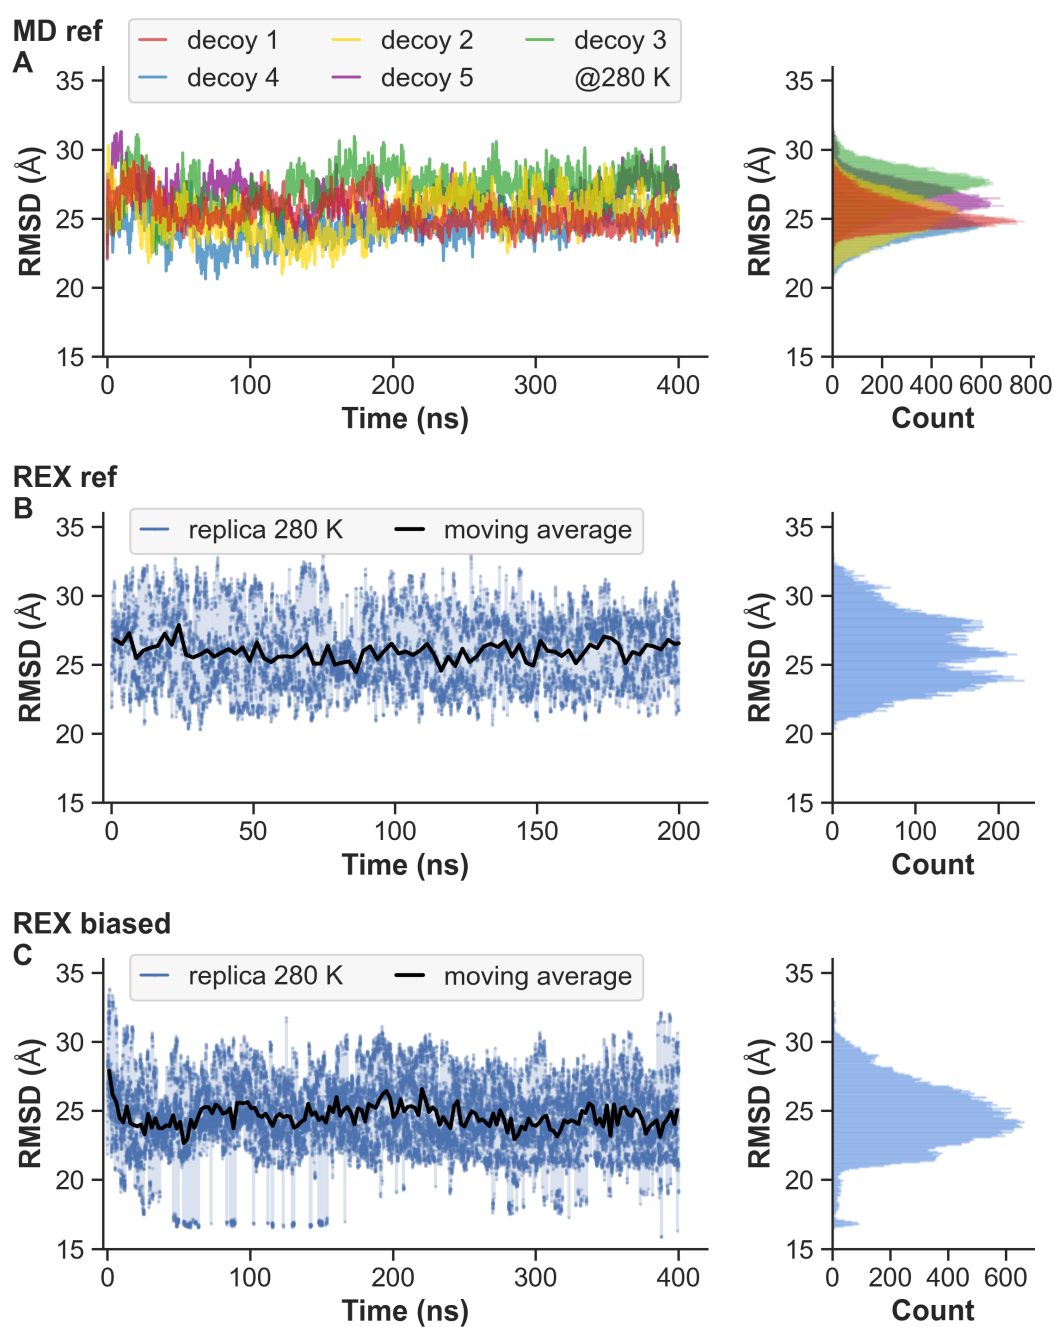 MD ref
A
decoy 1 decoy 2 decoy 3
decoy 4 decoy 5 @280 K
RMSD (Å)
35
30
25
20
15
0 100 200 300 400
Time (ns)
RMSD (Å)
35
30
25
20
15
0 200 400 600 800
Count
REX ref
B
replica 280 K moving average
RMSD (Å)
35
30
25
20
15
0 50 100 150 200
Time (ns)
RMSD (Å)
35
30
25
20
15
0 100 200
Count
REX biased
C
replica 280 K moving average
RMSD (Å)
35
30
25
20
15
0 100 200 300 400
Time (ns)
RMSD (Å)
35
30
25
20
15
0 200 400 600
Count